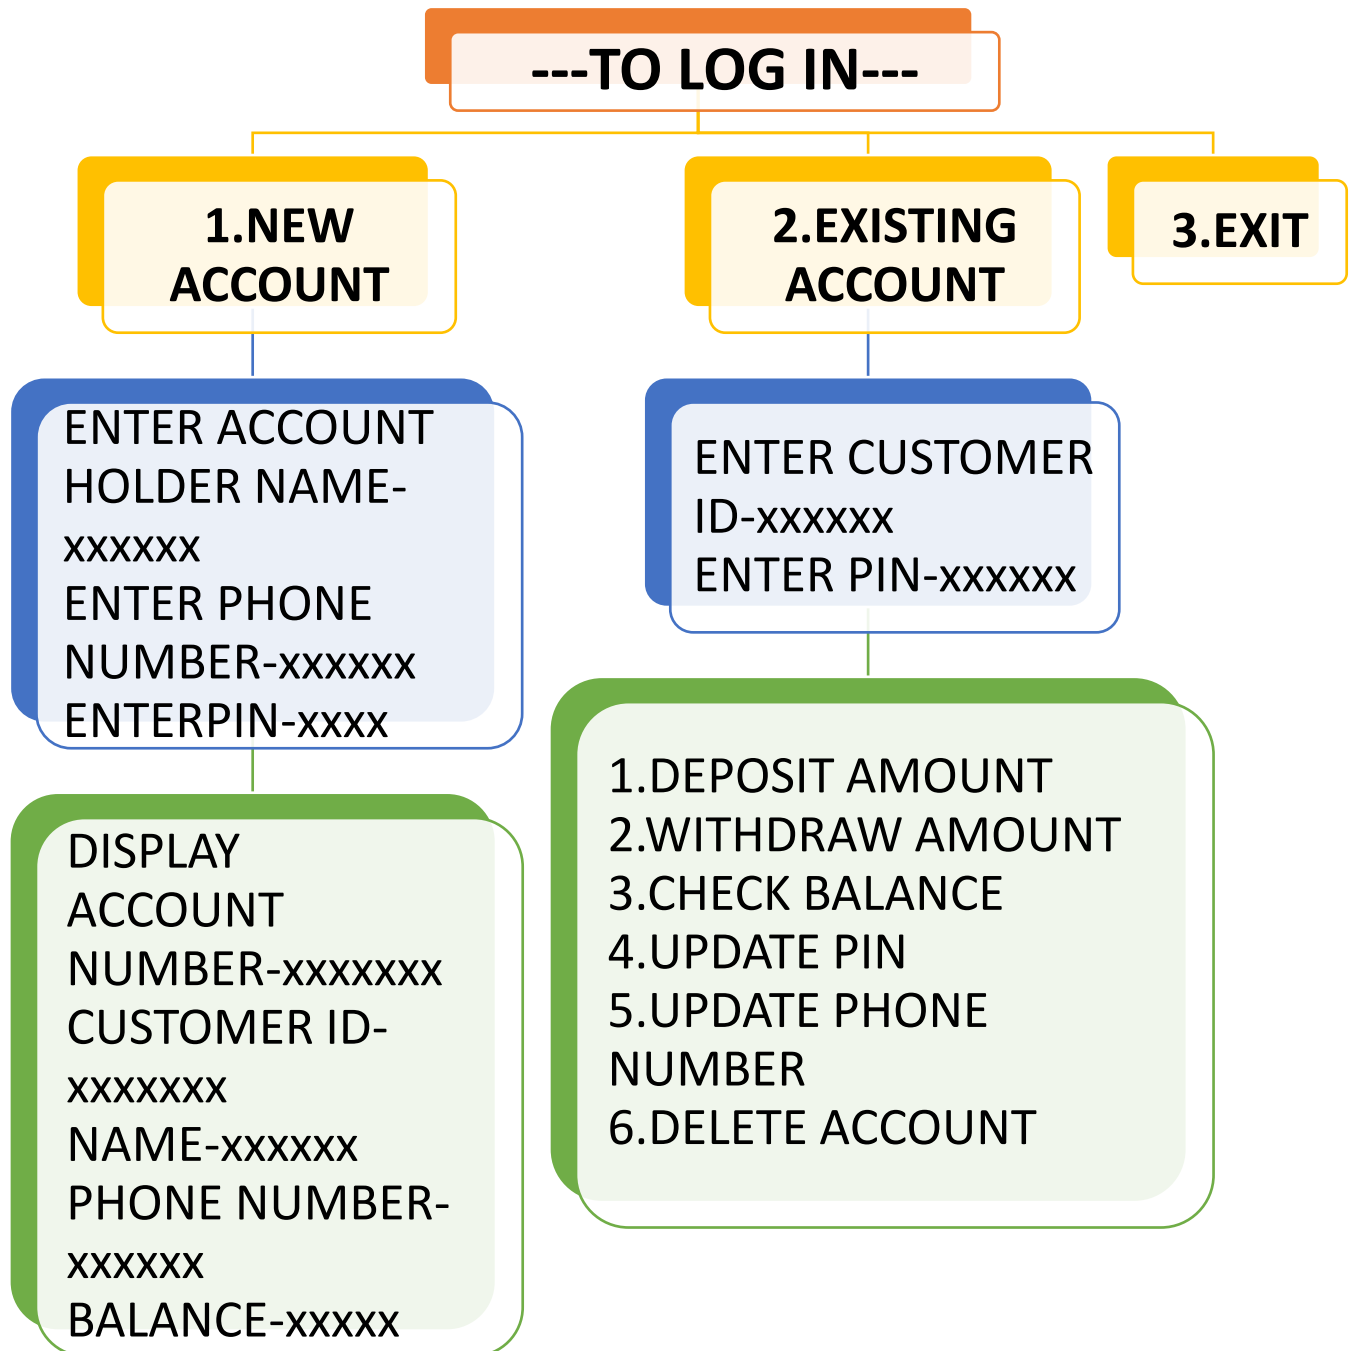 ---TO LOG IN---
1.NEW
ACCOUNT
2.EXISTING
ACCOUNT
3.EXIT
ENTER ACCOUNT
HOLDER NAME-
xxxxxx
ENTER PHONE
NUMBER-xxxxxx
ENTERPIN-xxxx
ENTER CUSTOMER
ID-xxxxxx
ENTER PIN-xxxxxx
DISPLAY
ACCOUNT
NUMBER-xxxxxxx
CUSTOMER ID-
xxxxxxx
NAME-xxxxxx
PHONE NUMBER-
xxxxxx
BALANCE-xxxxx
1.DEPOSIT AMOUNT
2.WITHDRAW AMOUNT
3.CHECK BALANCE
4.UPDATE PIN
5.UPDATE PHONE
NUMBER
6.DELETE ACCOUNT